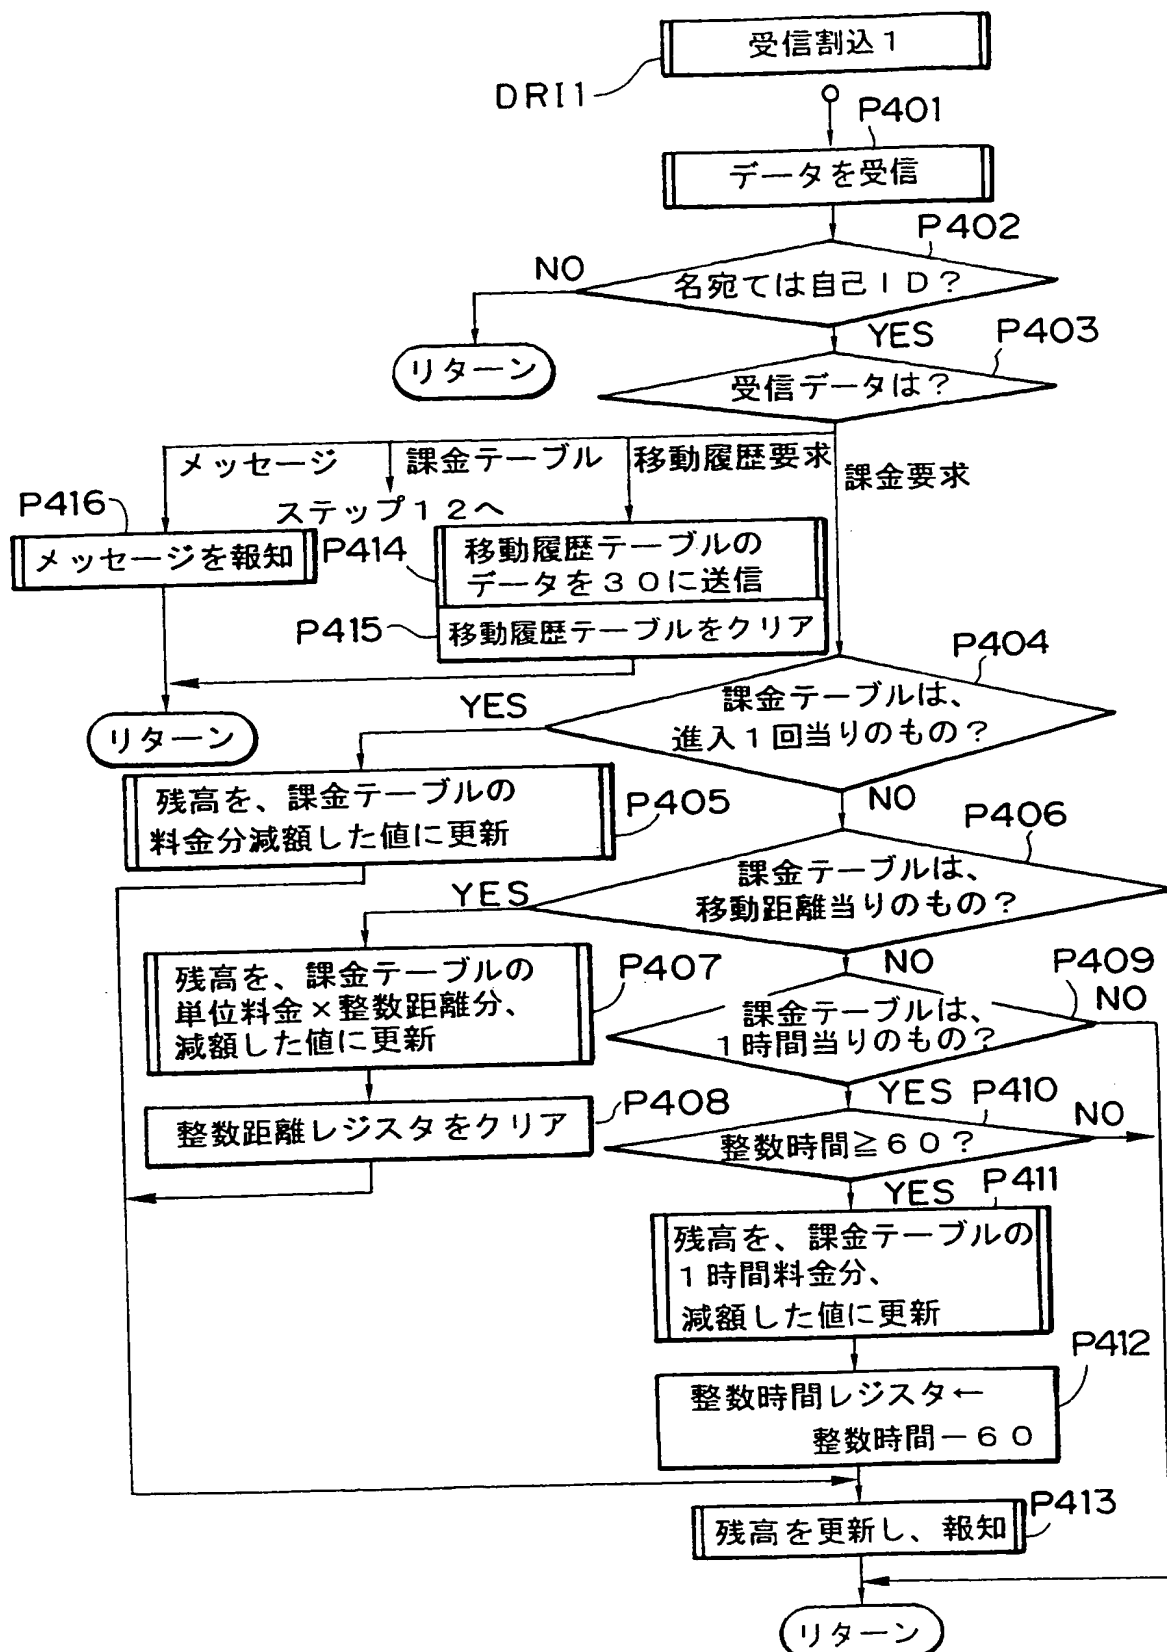 受信割込1
DRI1
P401
データを受信
P402
NO
名宛ては自己ID?
YES
P403
リターン
受信データは?
メッセージ
課金テーブル
移動履歴要求
課金要求
ステップ12へ
P416
メッセージを報知
P414
移動履歴テーブルの
データを30に送信
P415
移動履歴テーブルをクリア
リターン
P404
YES
課金テーブルは、
進入1回当りのもの?
NO
残高を、課金テーブルの
料金分減額した値に更新
P405
P406
YES
課金テーブルは、
移動距離当りのもの?
NO
残高を、課金テーブルの
単位料金×整数距離分、
減額した値に更新
P407
P409
NO
課金テーブルは、
1時間当りのもの?
YES
整数距離レジスタをクリア
P408
P410
NO
整数時間≧60?
YES
P411
残高を、課金テーブルの
1時間料金分、
減額した値に更新
P412
整数時間レジスタ←
整数時間-60
P413
残高を更新し、報知
リターン